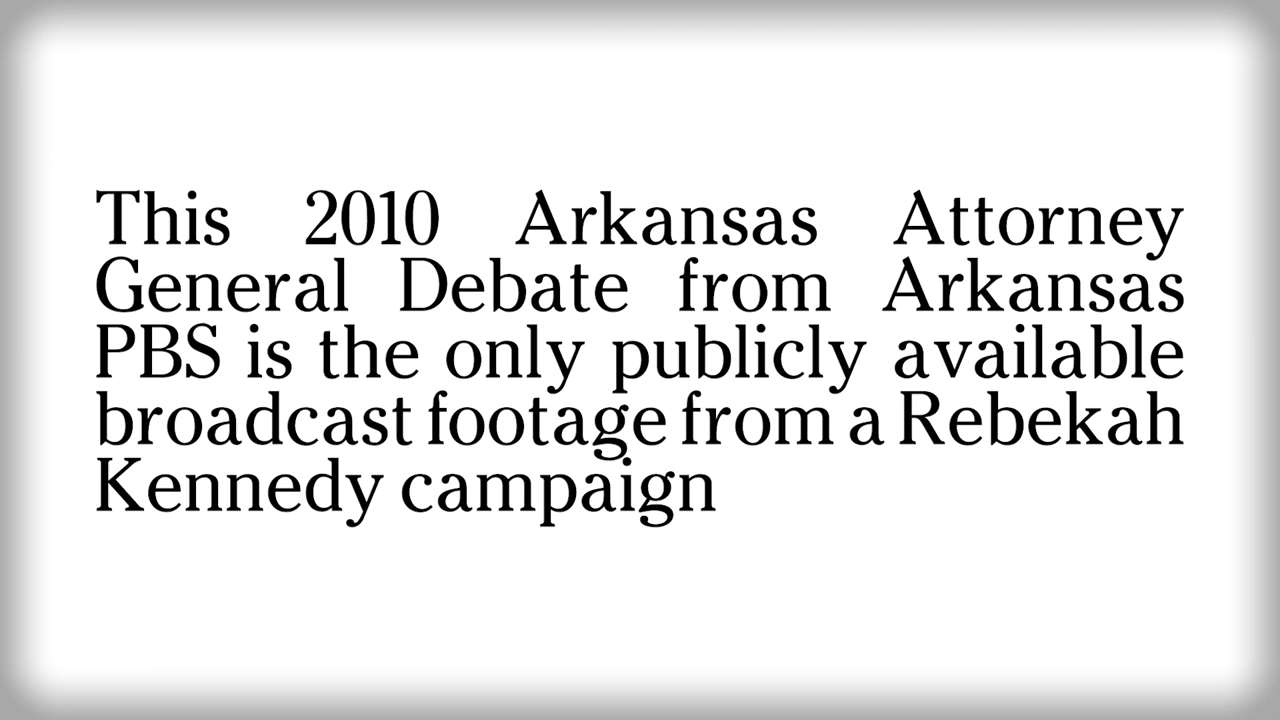 This 2010 Arkansas Attorney
General Debate from Arkansas
PBS is the only publicly available
broadcast footage from a Rebekah
Kennedy campaign